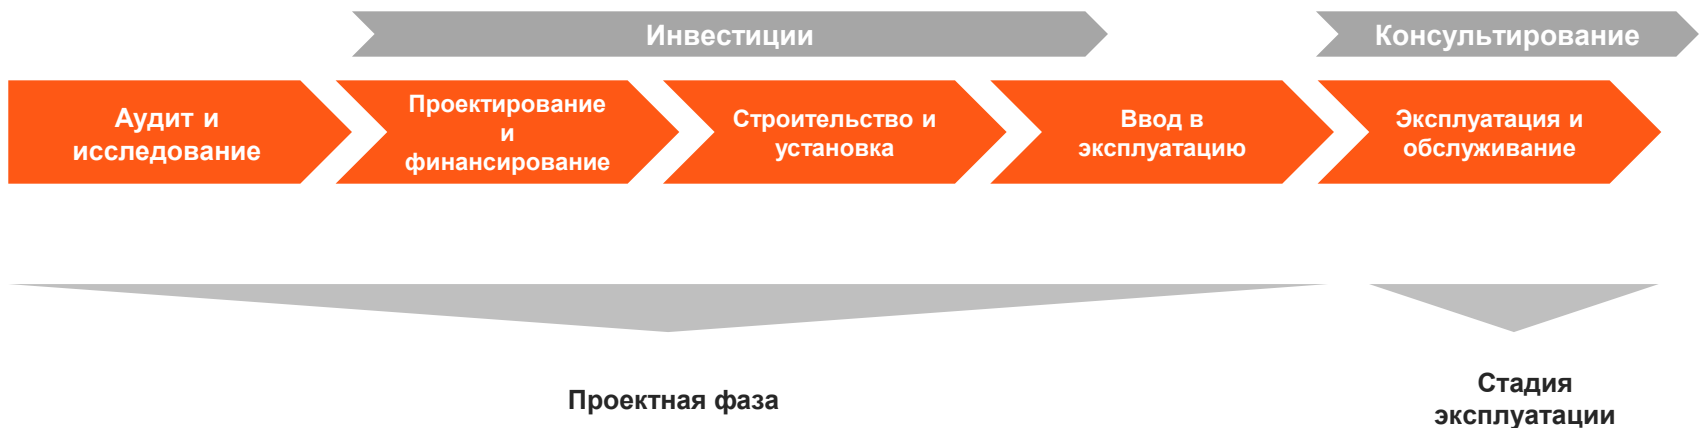 Инвестиции
Консультирование
Аудит и
исследование
Проектирование
и
финансирование
Строительство и
установка
Ввод в
эксплуатацию
Эксплуатация и
обслуживание
Проектная фаза
Стадия
эксплуатации